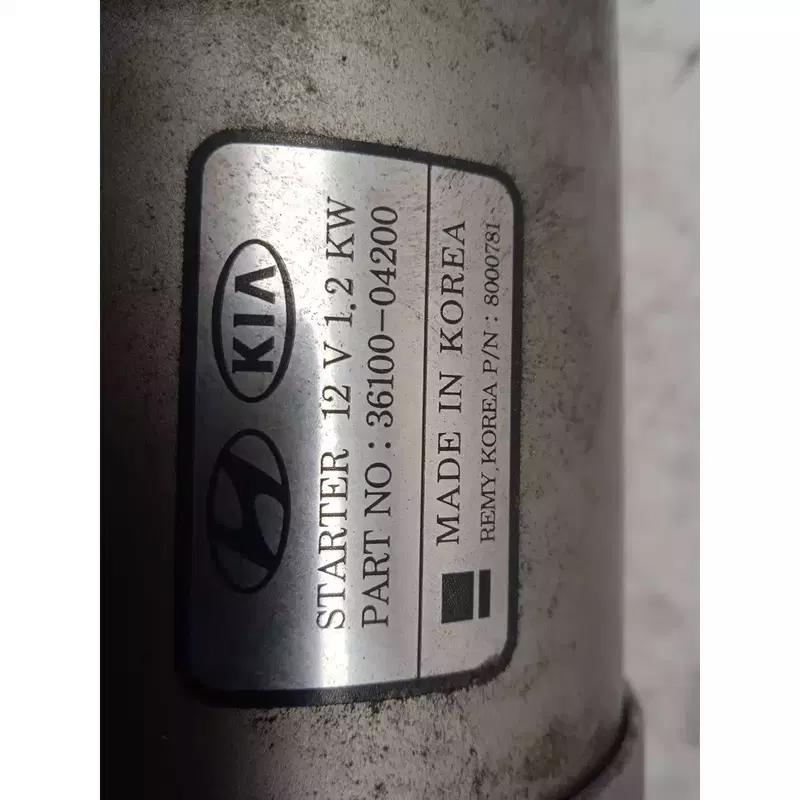 KIA
STARTER 12 V 1.2 KW
PART NO : 36100-04200
MADE IN KOREA
REMY KOREA P/N : 8000781